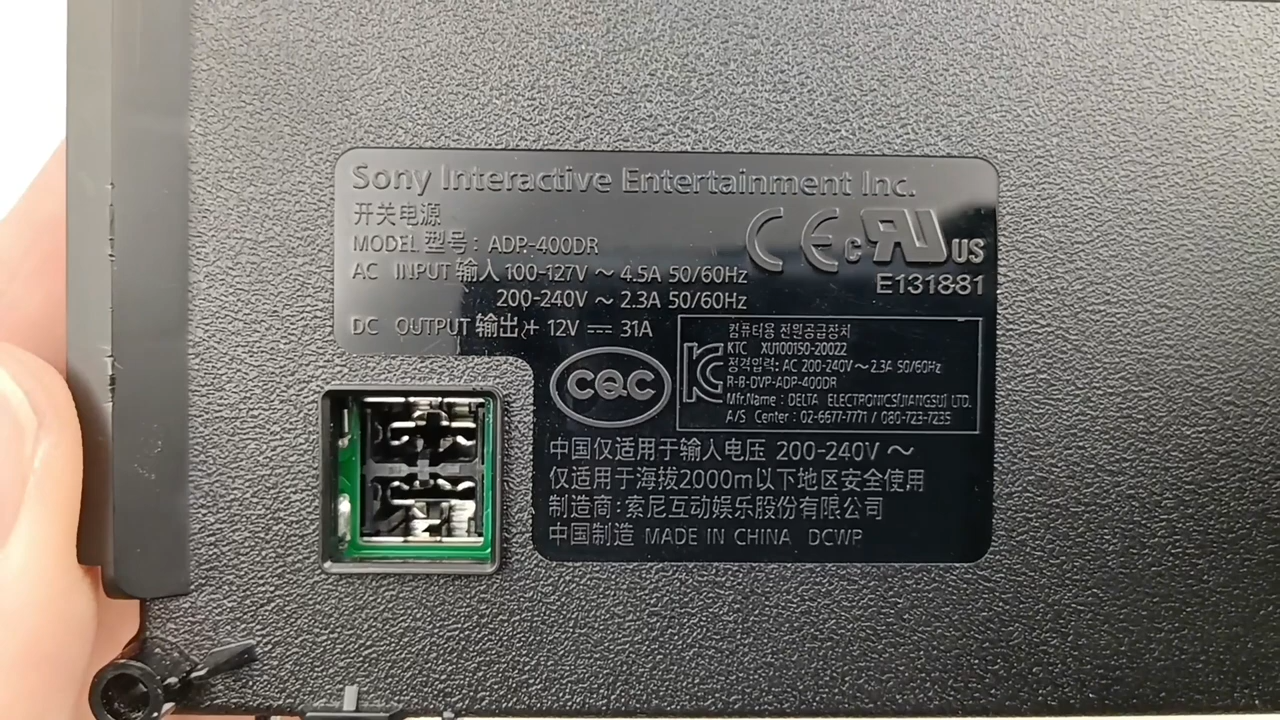 Sony Interactive Entertainment Inc.
开关电源
MODEL 型号: ADP-400DR
AC INPUT 输入 100-127V ~ 4.5A 50/60Hz
200-240V ~ 2.3A 50/60Hz
DC OUTPUT 输出 + 12V ⎓ 31A
CE
c RU US
E131881
CQC
KC
컴퓨터용 전원공급장치
KTC XU100150-20022
정격입력: AC 200-240V ~ 2.3A 50/60Hz
R-R-DVP-ADP-400DR
Mfr.Name : DELTA ELECTRONICS(JIANGSU) LTD.
A/S Center : 02-6677-7771 / 080-723-7235
中国仅适用于输入电压 200-240V ~
仅适用于海拔2000m以下地区安全使用
制造商: 索尼互动娱乐股份有限公司
中国制造 MADE IN CHINA DCWP